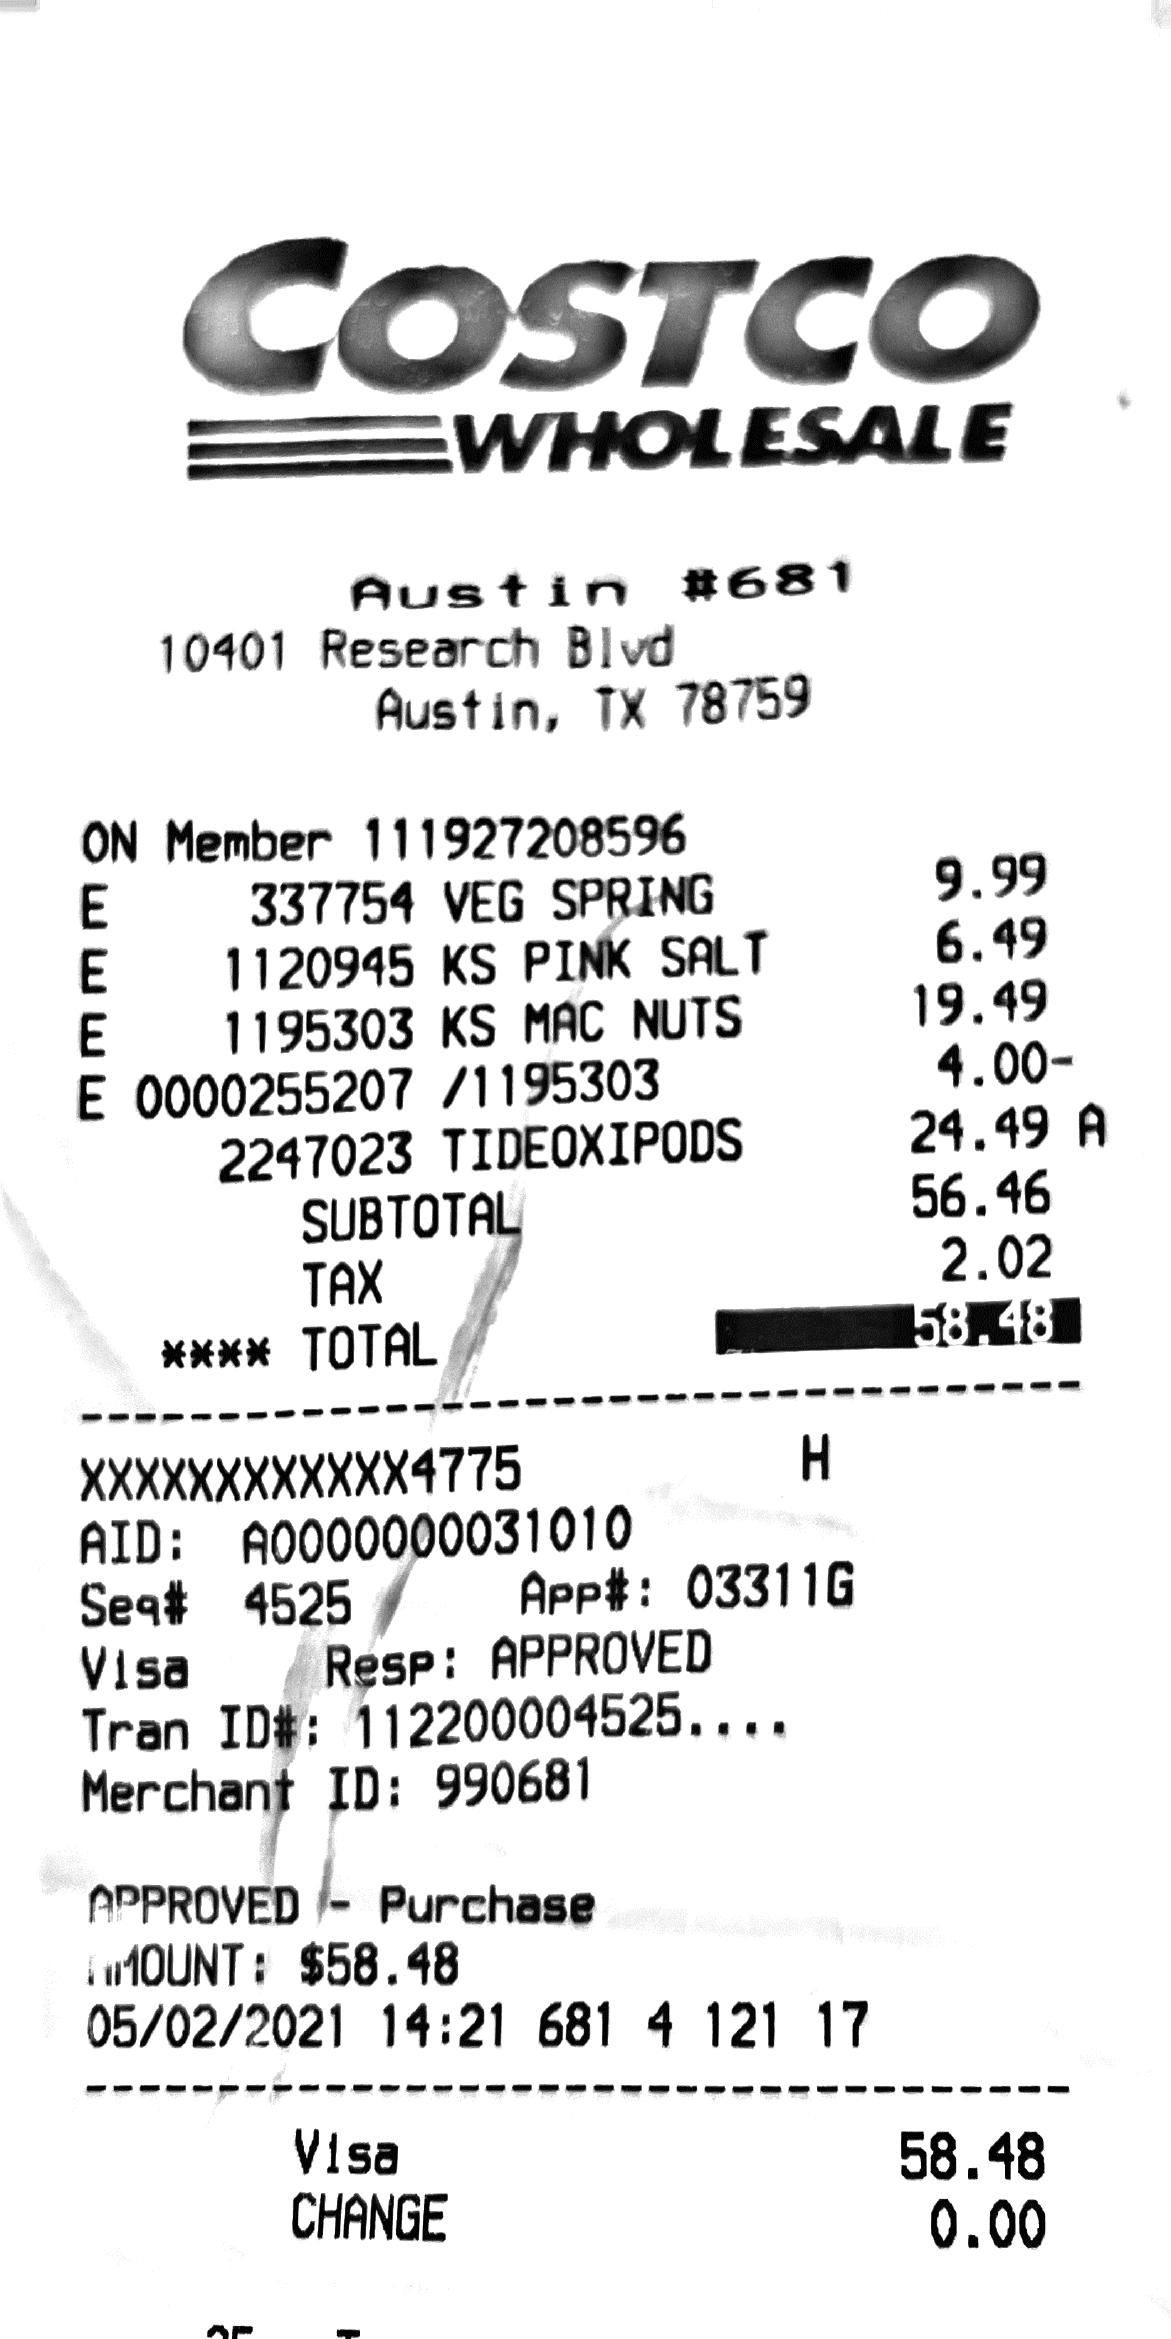 COSTCO
WHOLESALE
Austin #681
10401 Research Blvd
Austin, TX 78759
ON Member 111927208596
E 337754 VEG SPRING 9.99
E 1120945 KS PINK SALT 6.49
E 1195303 KS MAC NUTS 19.49
E 0000255207 /1195303 4.00-
2247023 TIDEOXIPODS 24.49 A
SUBTOTAL 56.46
TAX 2.02
**** TOTAL 58.48
XXXXXXXXXXXX4775 H
AID: A0000000031010
Seq# 4525 App#: 03311G
Visa Resp: APPROVED
Tran ID#: 112200004525....
Merchant ID: 990681
APPROVED - Purchase
AMOUNT: $58.48
05/02/2021 14:21 681 4 121 17
Visa 58.48
CHANGE 0.00